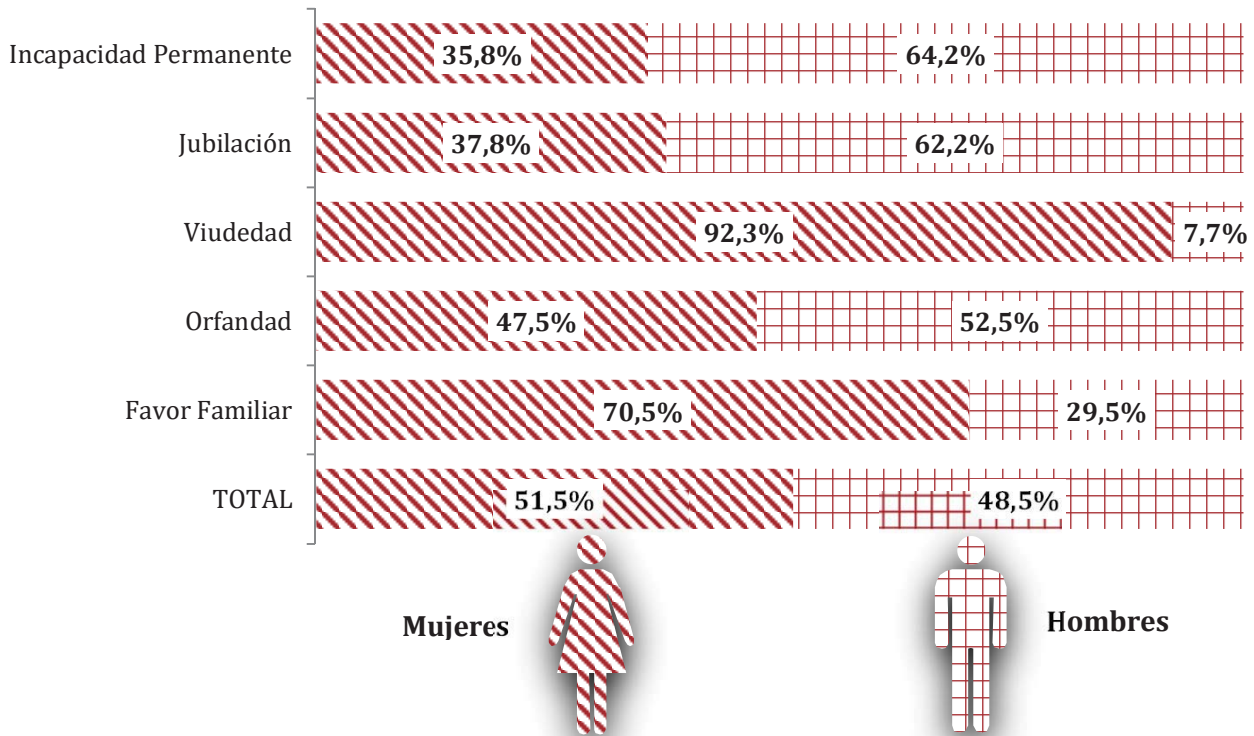 Incapacidad Permanente 35,8% 64,2%
Jubilación 37,8% 62,2%
Viudedad 92,3% 7,7%
Orfandad 47,5% 52,5%
Favor Familiar 70,5% 29,5%
TOTAL 51,5% 48,5%
Mujeres Hombres